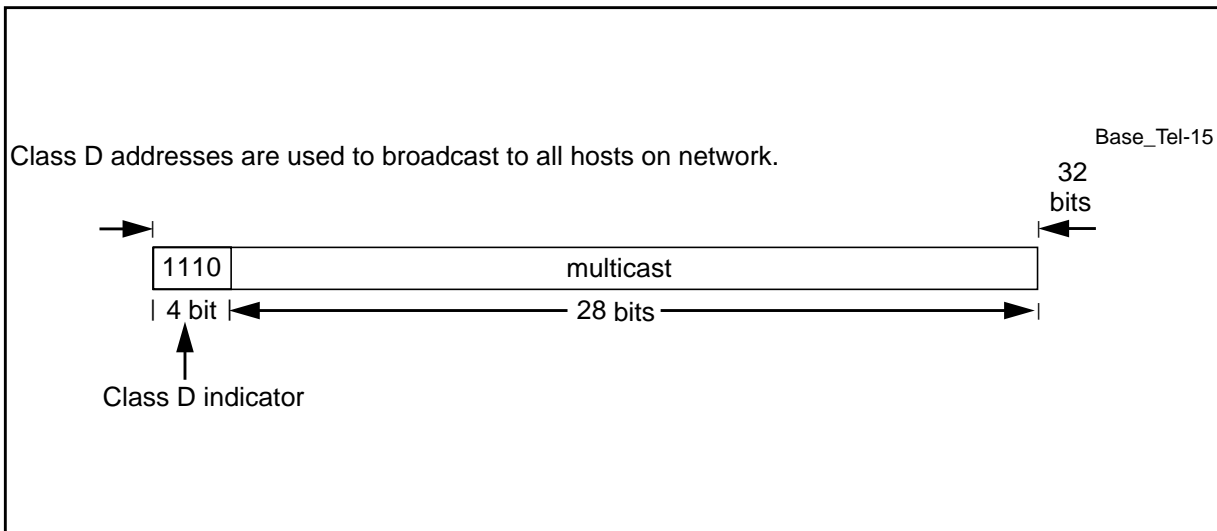 Base_Tel-15
Class D addresses are used to broadcast to all hosts on network.
32
bits
1110
multicast
4 bit
28 bits
Class D indicator